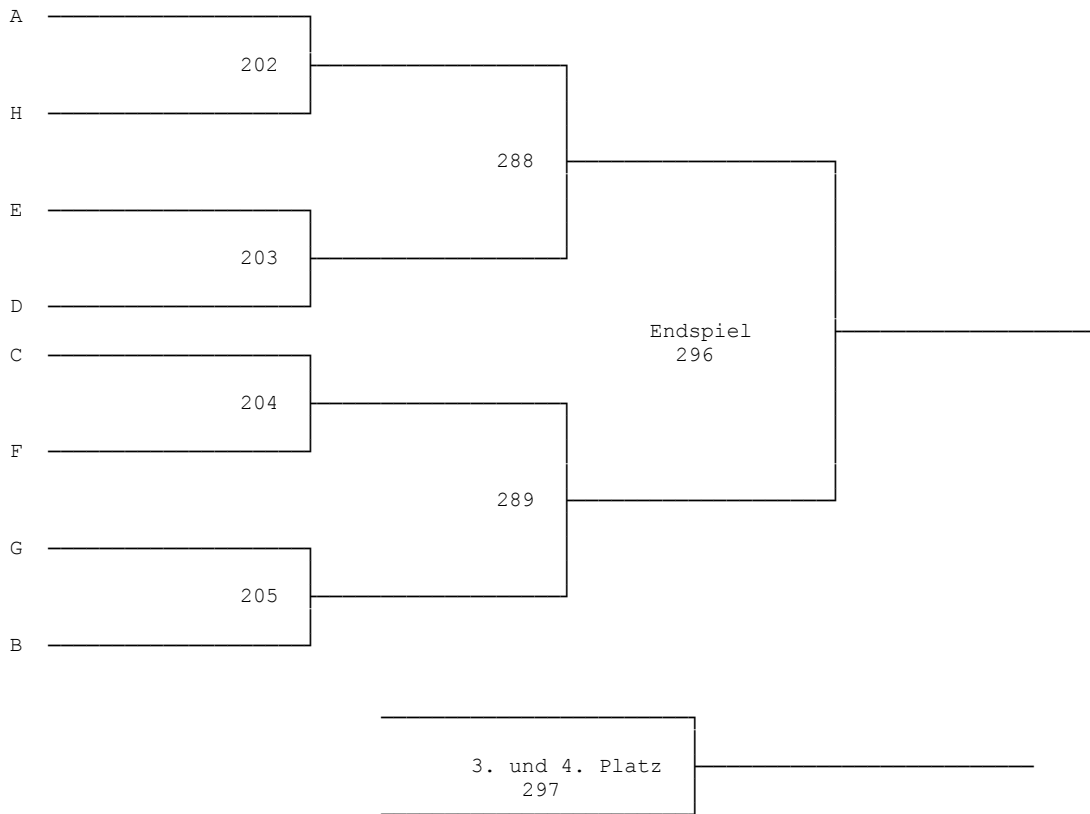 A
202
H
288
E
203
D
Endspiel
296
C
204
F
289
G
205
B
3. und 4. Platz
297